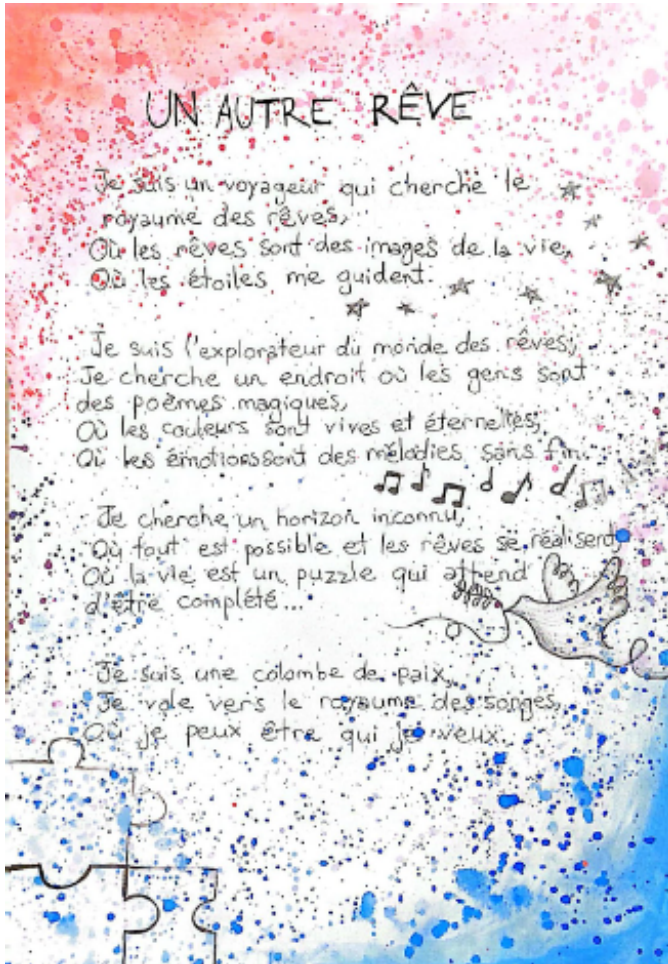 UN AUTRE RÊVE
Je suis un voyageur qui cherche le
royaume des rêves,
Où les rêves sont des images de la vie,
Où les étoiles me guident.
Je suis l'explorateur du monde des rêves,
Je cherche un endroit où les gens sont
des poèmes magiques,
Où les couleurs sont vives et éternelles,
Où les émotions sont des mélodies sans fin.
Je cherche un horizon inconnu,
Où tout est possible et les rêves se réalisent,
Où la vie est un puzzle qui attend
d'être complété...
Je suis une colombe de paix,
Je vole vers le royaume des songes,
Où je peux être qui je veux.